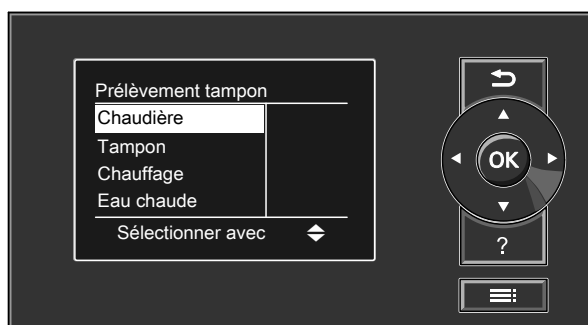 Prélèvement tampon
Chaudière
Tampon
Chauffage
Eau chaude
Sélectionner avec
OK
?